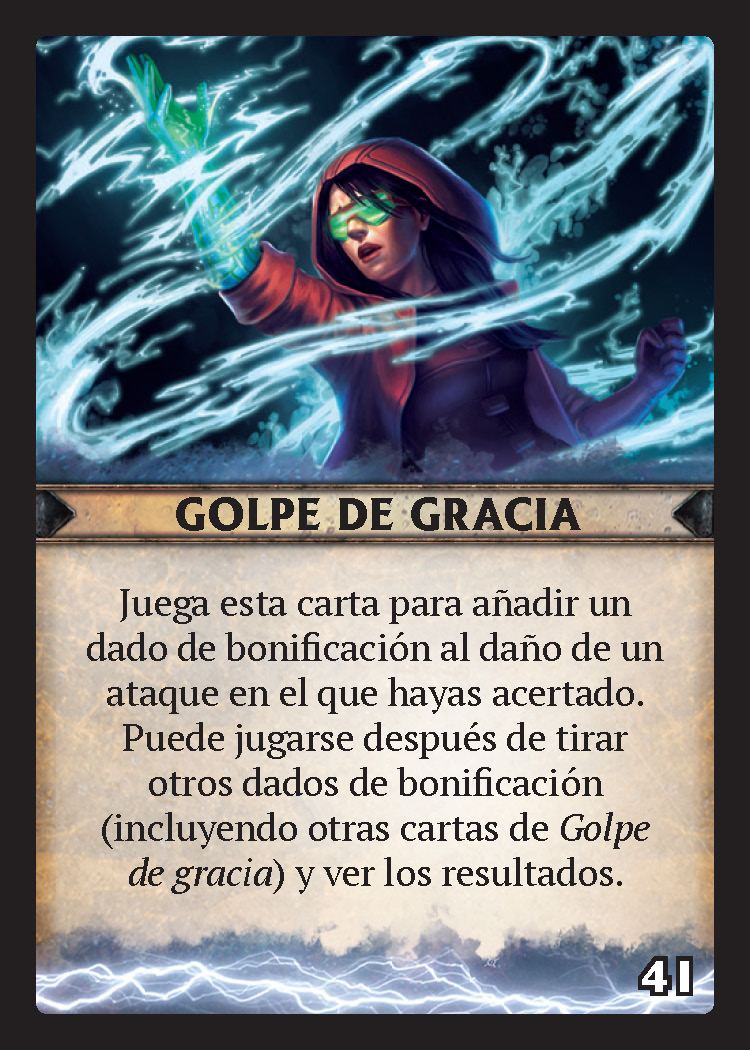 GOLPE DE GRACIA
Juega esta carta para añadir un
dado de bonificación al daño de un
ataque en el que hayas acertado.
Puede jugarse después de tirar
otros dados de bonificación
(incluyendo otras cartas de Golpe
de gracia) y ver los resultados.
41